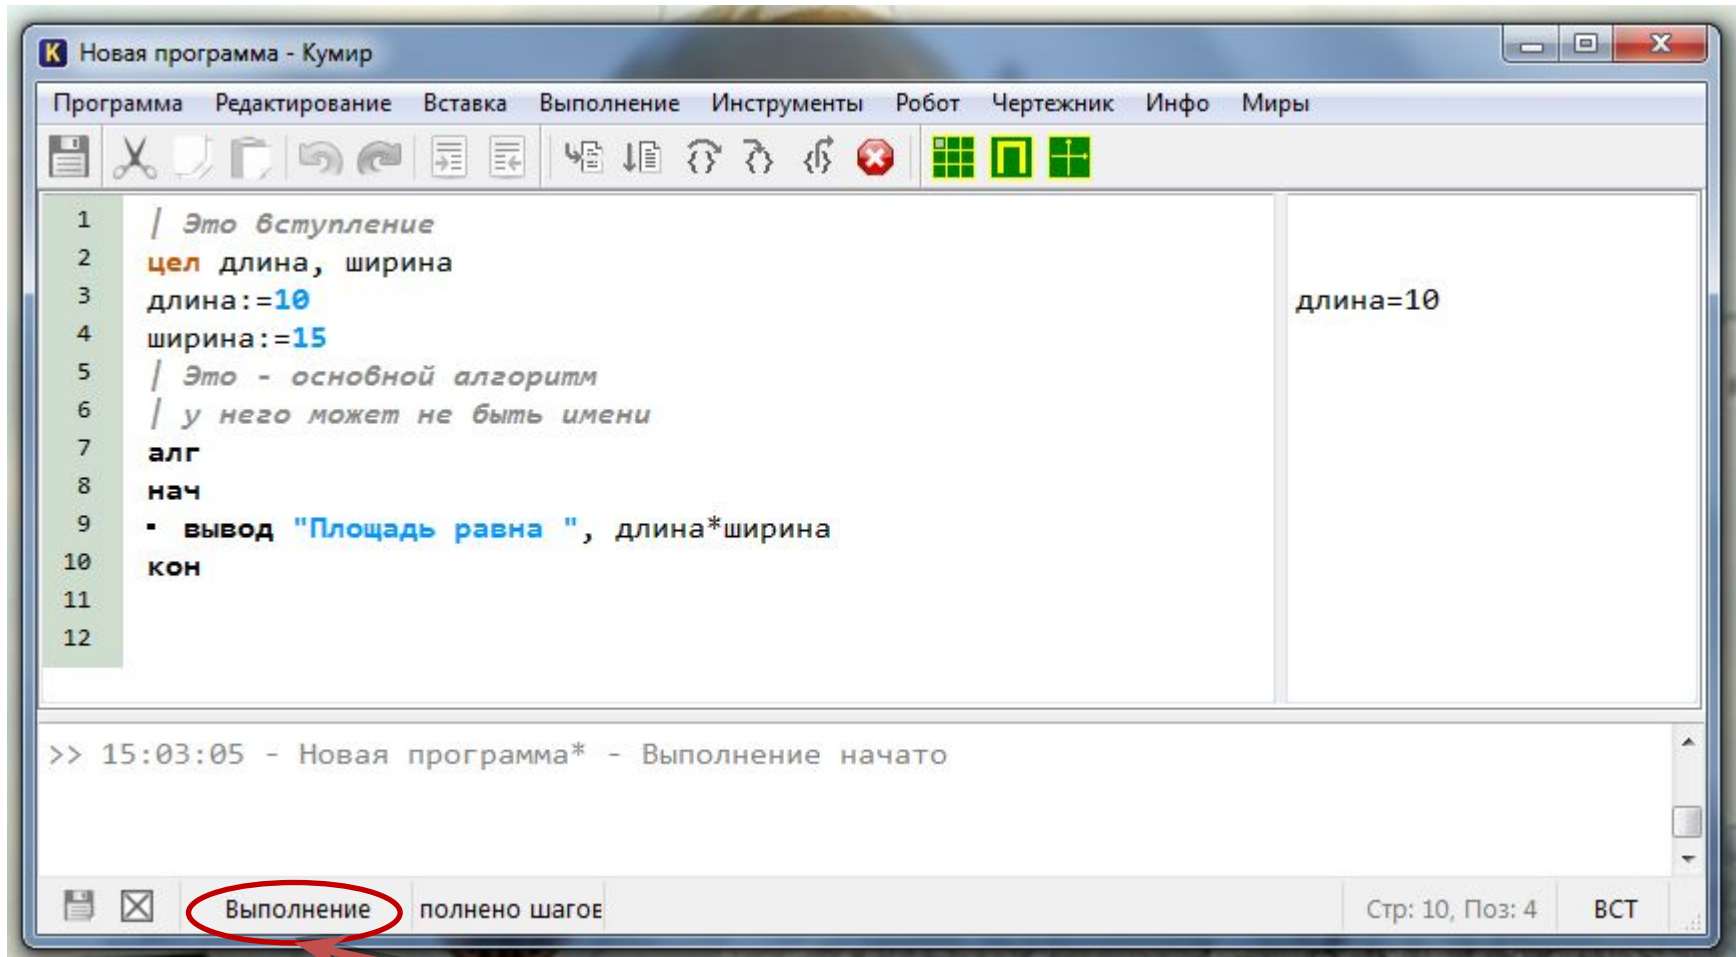 Новая программа - Кумир
Программа Редактирование Вставка Выполнение Инструменты Робот Чертежник Инфо Миры
1 | Это вступление
2 цел длина, ширина
3 длина:=10 длина=10
4 ширина:=15
5 | Это - основной алгоритм
6 | у него может не быть имени
7 алг
8 нач
9 ▪ вывод "Площадь равна ", длина*ширина
10 кон
11
12
>> 15:03:05 - Новая программа* - Выполнение начато
Выполнение полнено шагов Стр: 10, Поз: 4 ВСТ